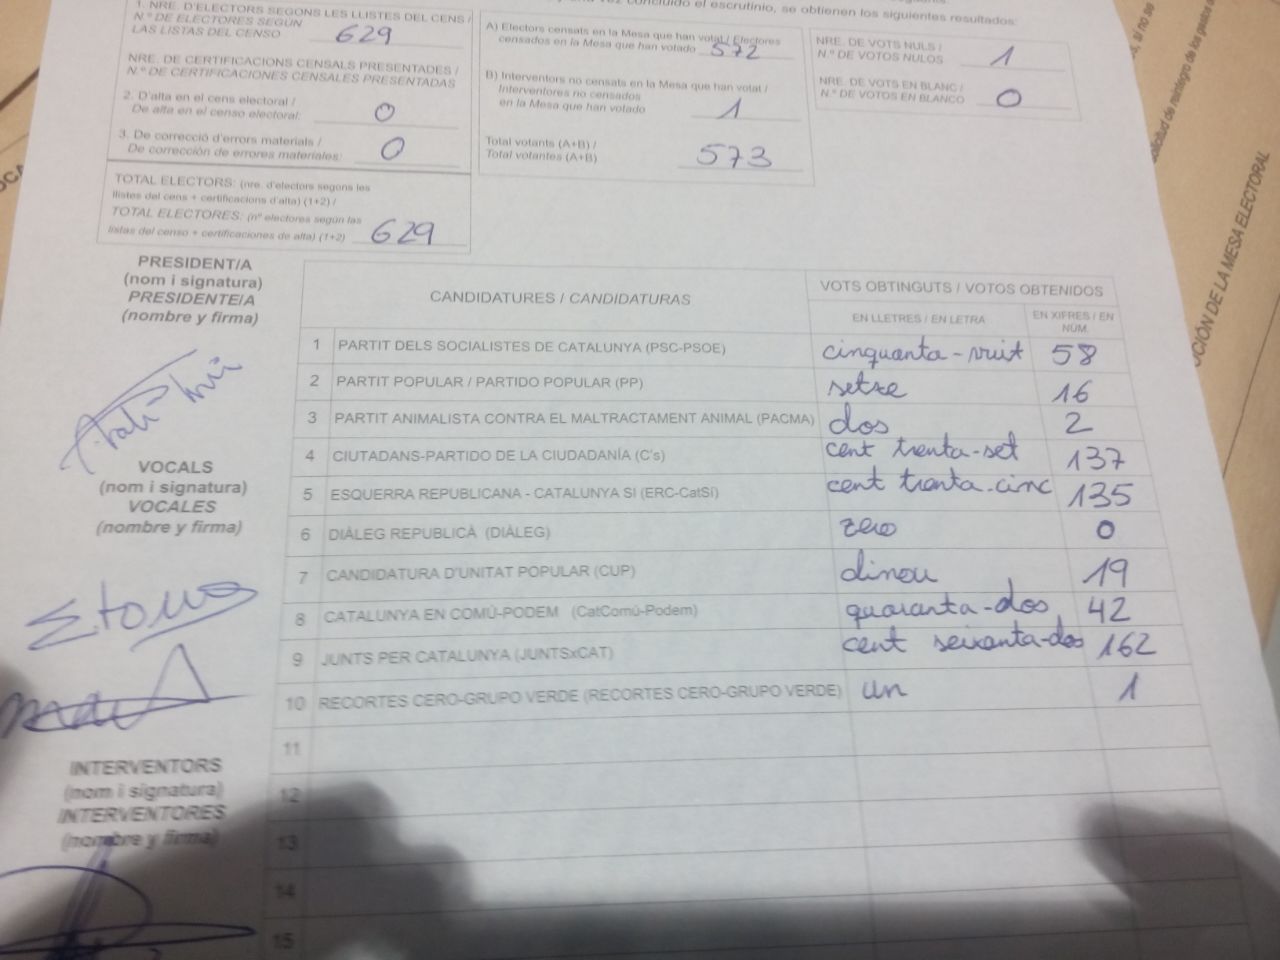 concluido el escrutinio, se obtienen los siguientes resultados:
1. NRE. D'ELECTORS SEGONS LES LLISTES DEL CENS /
N.º DE ELECTORES SEGÚN
LAS LISTAS DEL CENSO 629
NRE. DE CERTIFICACIONS CENSALS PRESENTADES /
N.º DE CERTIFICACIONES CENSALES PRESENTADAS
2. D'alta en el cens electoral /
De alta en el censo electoral: 0
3. De correcció d'errors materials /
De corrección de errores materiales: 0
TOTAL ELECTORS: (nre. d'electors segons les
llistes del cens + certificacions d'alta) (1+2) /
TOTAL ELECTORES: (nº electores según las
listas del censo + certificaciones de alta) (1+2) 629
A) Electors censats en la Mesa que han votat / Electores
censados en la Mesa que han votado 572
B) Interventors no censats en la Mesa que han votat /
Interventores no censados
en la Mesa que han votado 1
Total votants (A+B) /
Total votantes (A+B) 573
NRE. DE VOTS NULS /
N.º DE VOTOS NULOS 1
NRE. DE VOTS EN BLANC /
N.º DE VOTOS EN BLANCO 0
PRESIDENT/A
(nom i signatura)
PRESIDENTE/A
(nombre y firma)
VOCALS
(nom i signatura)
VOCALES
(nombre y firma)
INTERVENTORS
(nom i signatura)
INTERVENTORES
(nombre y firma)
CANDIDATURES / CANDIDATURAS
VOTS OBTINGUTS / VOTOS OBTENIDOS
EN LLETRES / EN LETRA
EN XIFRES / EN
NÚM.
1 PARTIT DELS SOCIALISTES DE CATALUNYA (PSC-PSOE) cinquanta-vuit 58
2 PARTIT POPULAR / PARTIDO POPULAR (PP) setze 16
3 PARTIT ANIMALISTA CONTRA EL MALTRACTAMENT ANIMAL (PACMA) dos 2
4 CIUTADANS-PARTIDO DE LA CIUDADANÍA (C's) cent trenta-set 137
5 ESQUERRA REPUBLICANA - CATALUNYA SI (ERC-CatSí) cent trenta-cinc 135
6 DIÀLEG REPUBLICÀ (DIÀLEG) zero 0
7 CANDIDATURA D'UNITAT POPULAR (CUP) dinou 19
8 CATALUNYA EN COMÚ-PODEM (CatComú-Podem) quaranta-dos 42
9 JUNTS PER CATALUNYA (JUNTSxCAT) cent seixanta-dos 162
10 RECORTES CERO-GRUPO VERDE (RECORTES CERO-GRUPO VERDE) un 1
11
12
13
14
15
CIÓN DE LA MESA ELECTORAL
solicitud de reintegro de los gastos
si no se